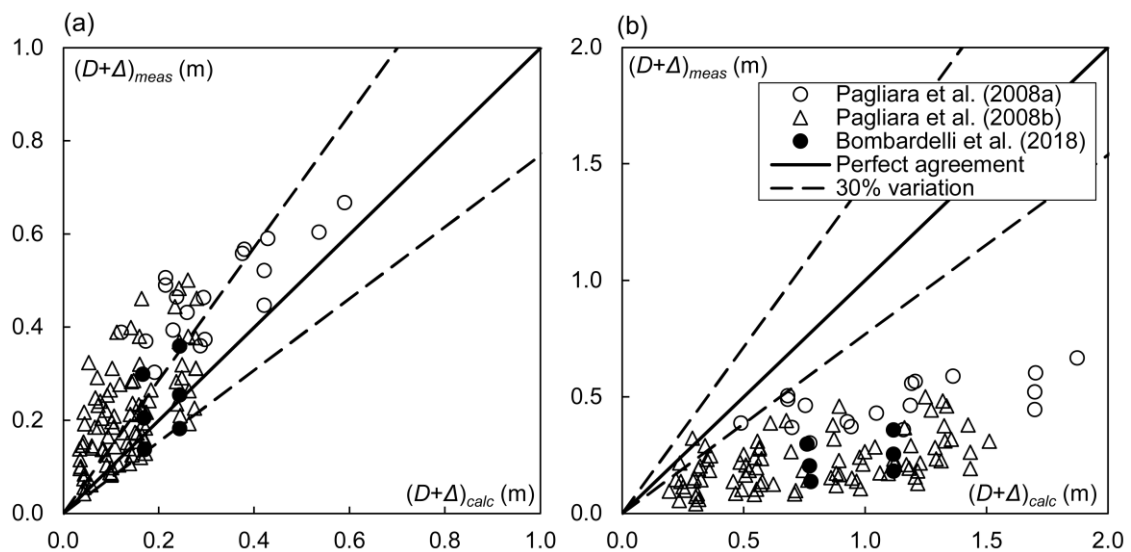 (a)
1.0
(D+Δ)meas (m)
0.8
0.6
0.4
0.2
0.0
(D+Δ)calc (m)
0.0 0.2 0.4 0.6 0.8 1.0
(b)
2.0
(D+Δ)meas (m)
Pagliara et al. (2008a)
Pagliara et al. (2008b)
Bombardelli et al. (2018)
Perfect agreement
30% variation
1.5
1.0
0.5
0.0
(D+Δ)calc (m)
0.0 0.5 1.0 1.5 2.0